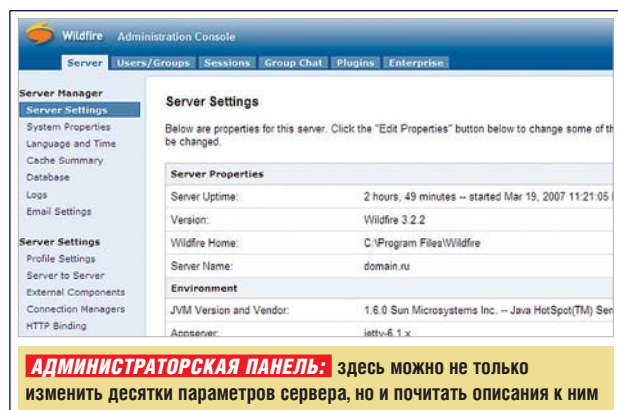 Wildfire Administration Console
Server Users/Groups Sessions Group Chat Plugins Enterprise
Server Manager
Server Settings
System Properties
Language and Time
Cache Summary
Database
Logs
Email Settings
Server Settings
Profile Settings
Server to Server
External Components
Connection Managers
HTTP Binding
Server Settings
Below are properties for this server. Click the "Edit Properties" button below to change some of th
be changed.
Server Properties
Server Uptime: 2 hours, 49 minutes -- started Mar 19, 2007 11:21:05
Version: Wildfire 3.2.2
Wildfire Home: C:\Program Files\Wildfire
Server Name: domain.ru
Environment
JVM Version and Vendor: 1.6.0 Sun Microsystems Inc. -- Java HotSpot(TM) Ser
Appserver: jetty-6.1.x
АДМИНИСТРАТОРСКАЯ ПАНЕЛЬ: здесь можно не только
изменить десятки параметров сервера, но и почитать описания к ним